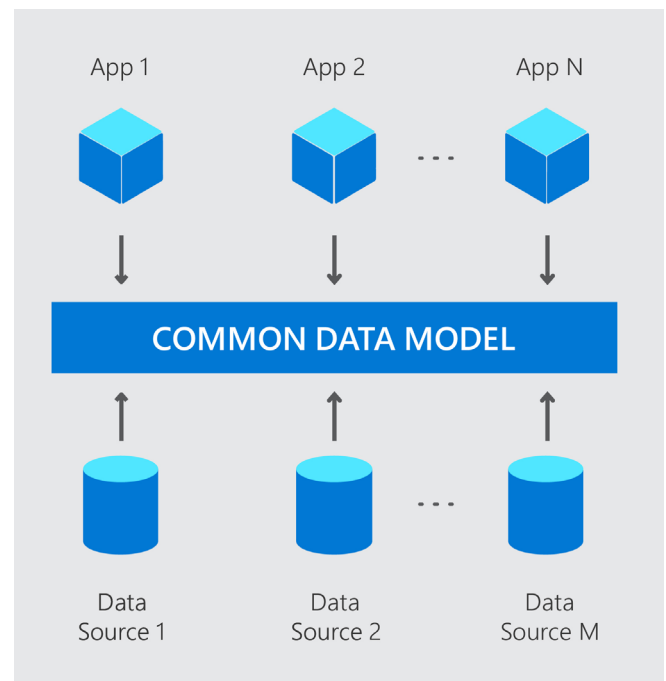 App 1
App 2
App N
. . .
COMMON DATA MODEL
. . .
Data
Source 1
Data
Source 2
Data
Source M